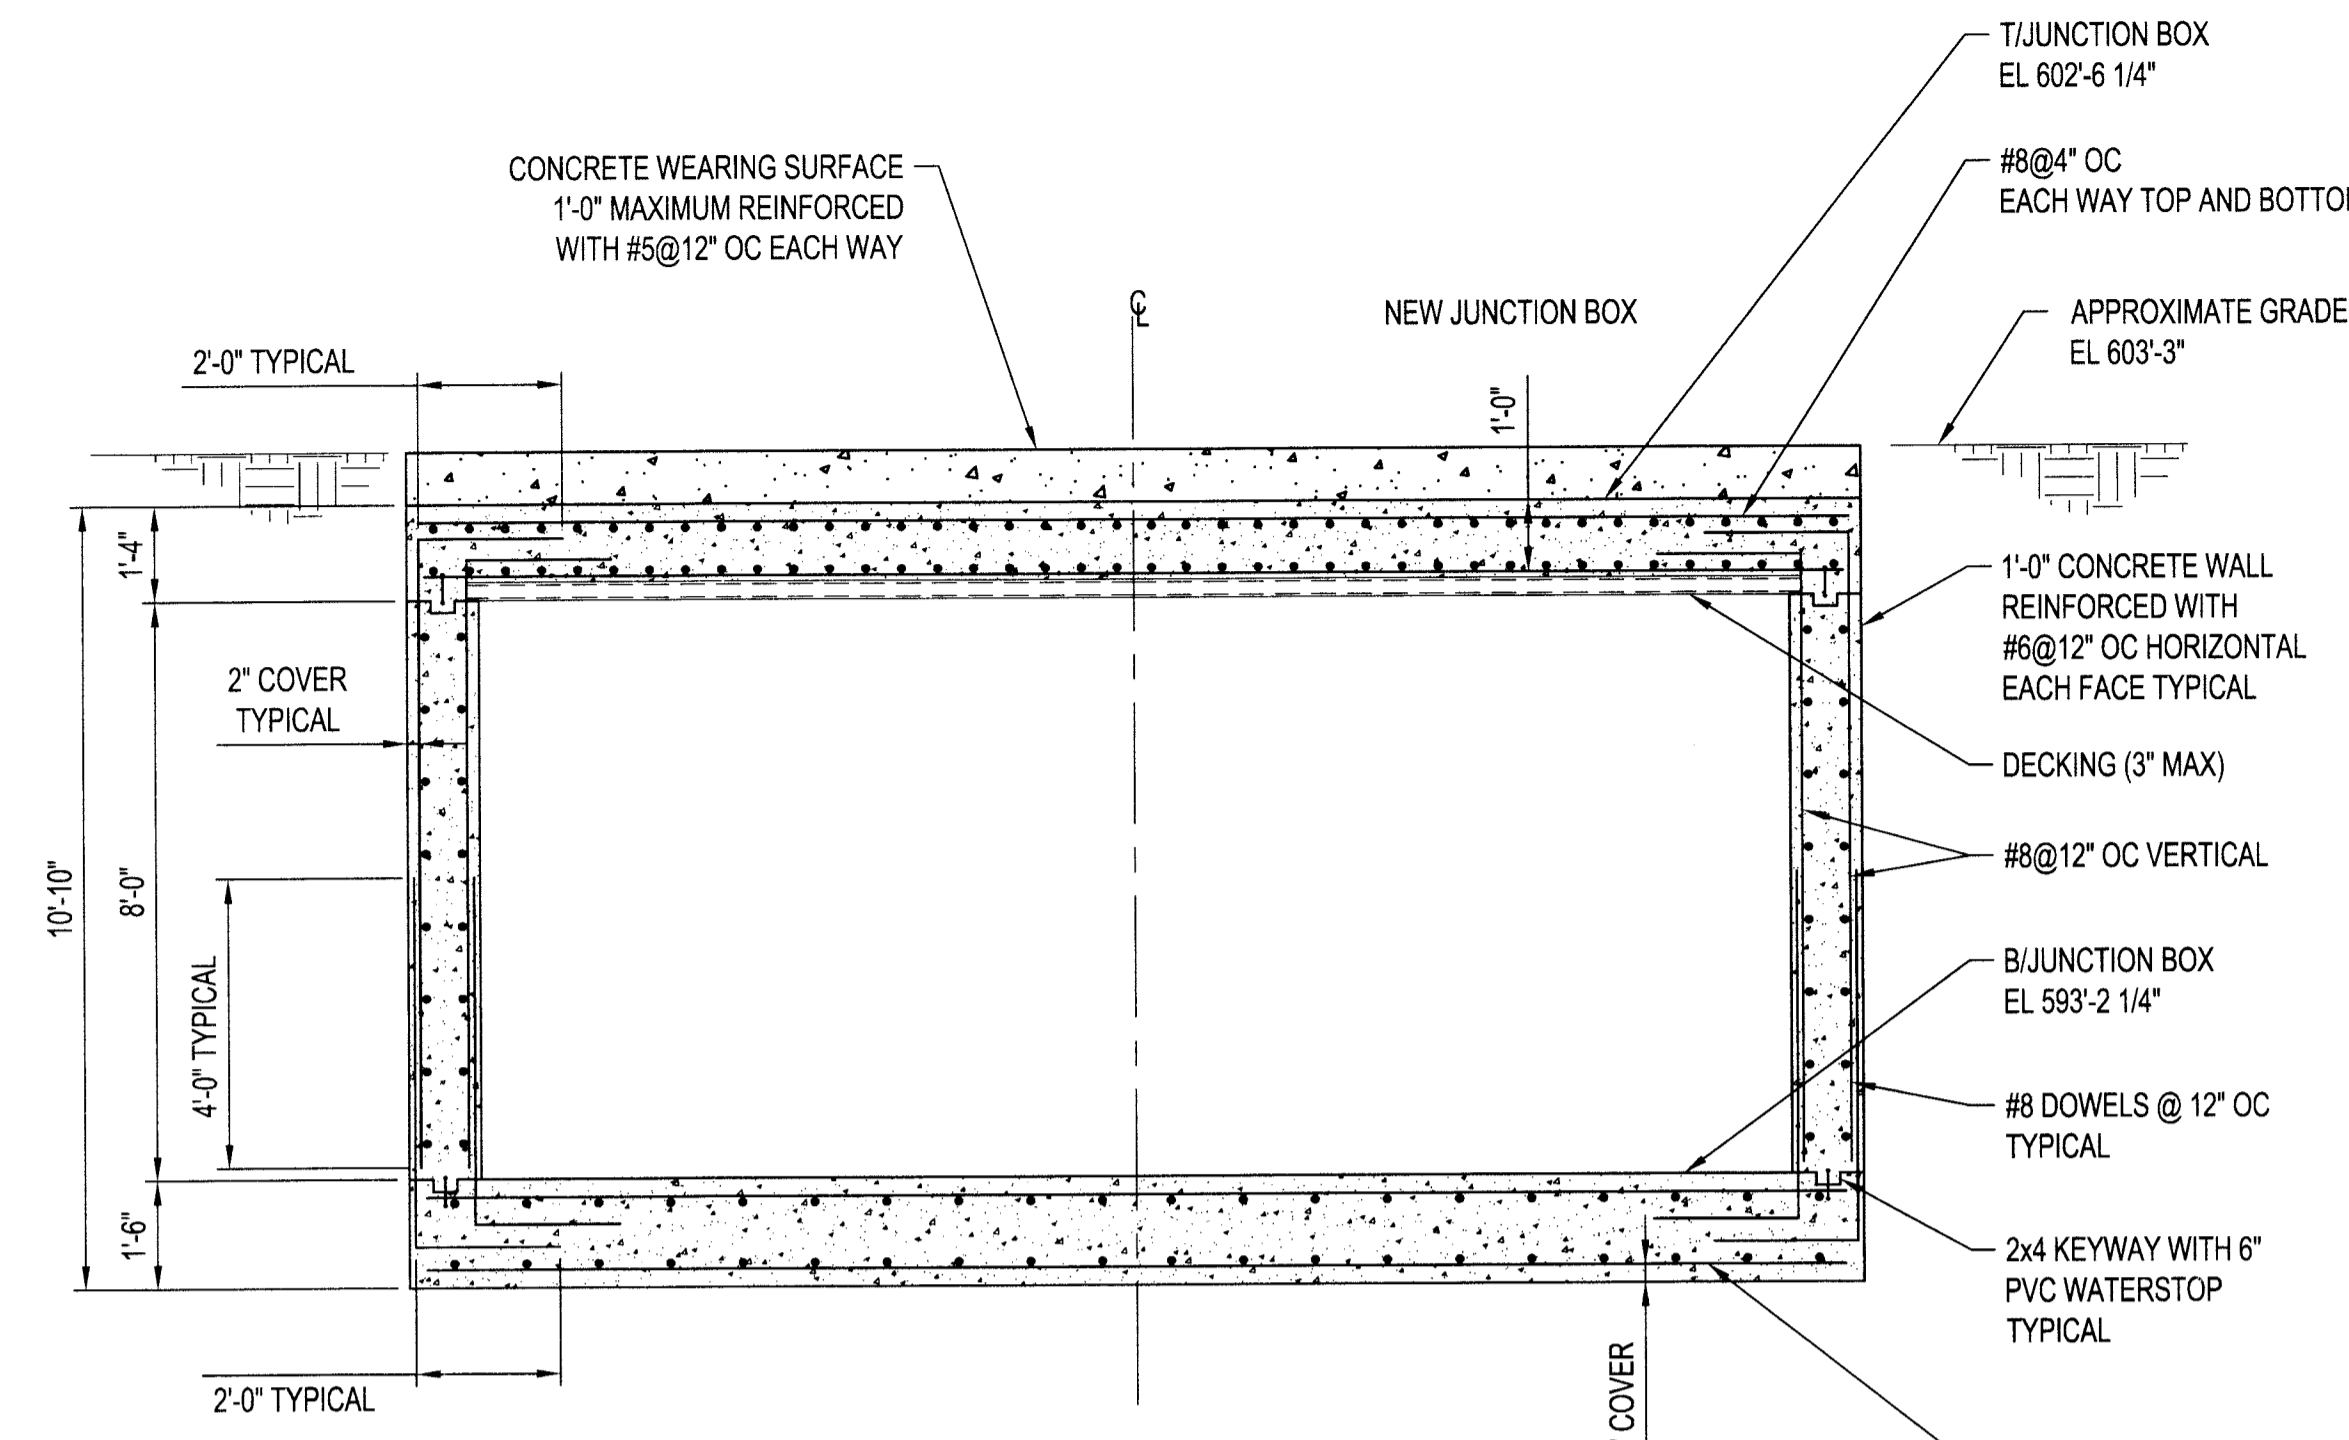 T/JUNCTION BOX
EL 602'-6 1/4"
#8@4" OC
EACH WAY TOP AND
CONCRETE WEARING SURFACE
1'-0" MAXIMUM REINFORCED
WITH #5@12" OC EACH WAY
℄
NEW JUNCTION BOX
APPROXIMATE GRADE
EL 603'-3"
2'-0" TYPICAL
1'-0"
1'-4"
1'-0" CONCRETE WALL
REINFORCED WITH
#6@12" OC HORIZONTAL
EACH FACE TYPICAL
2" COVER
TYPICAL
DECKING (3" MAX)
#8@12" OC VERTICAL
10'-10"
8'-0"
4'-0" TYPICAL
B/JUNCTION BOX
EL 593'-2 1/4"
#8 DOWELS @ 12" OC
TYPICAL
1'-6"
2x4 KEYWAY WITH 6"
PVC WATERSTOP
TYPICAL
2'-0" TYPICAL
COVER